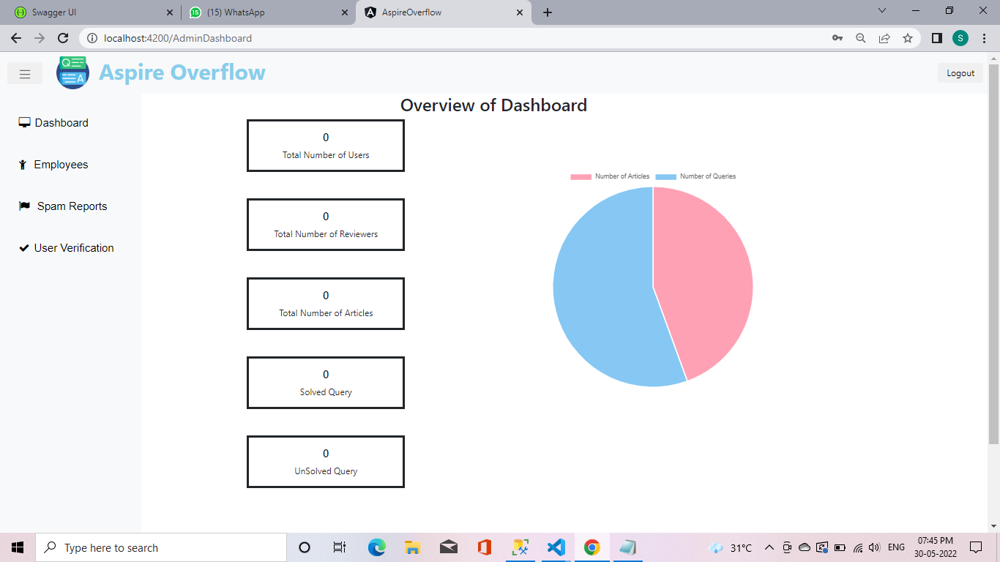 Swagger UI
(15) WhatsApp
AspireOverflow
localhost:4200/AdminDashboard
S
Q
A
Aspire Overflow
Logout
Dashboard
Employees
Spam Reports
User Verification
Overview of Dashboard
0
Total Number of Users
0
Total Number of Reviewers
0
Total Number of Articles
0
Solved Query
0
UnSolved Query
Number of Articles
Number of Queries
Type here to search
31°C
ENG
07:45 PM
30-05-2022